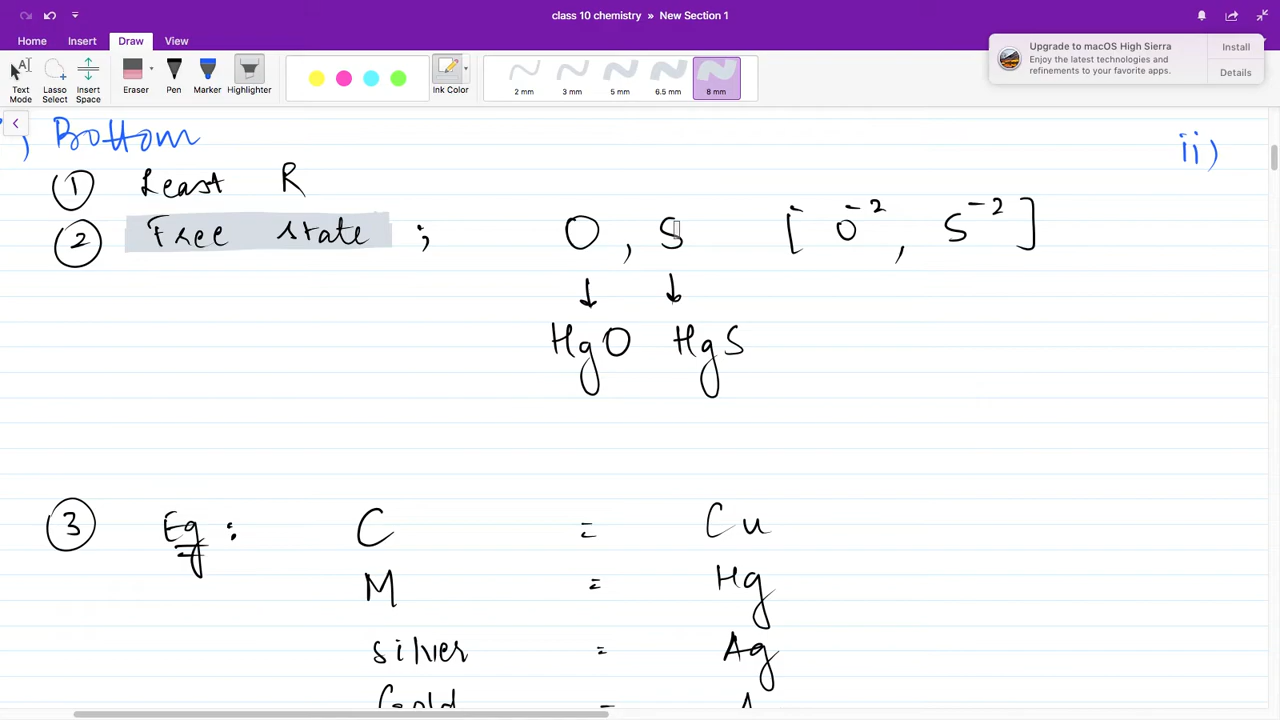 class 10 chemistry » New Section 1
Home Insert Draw View
Upgrade to macOS High Sierra
Enjoy the latest technologies and
refinements to your favorite apps.
Install
Details
Text Mode
Lasso Select
Insert Space
Eraser
Pen
Marker
Highlighter
Ink Color
2 mm 3 mm 5 mm 6.5 mm 8 mm
) Bottom
ii)
① Least R
② Free state ; O , S [ O⁻², S⁻² ]
↓ ↓
HgO HgS
③ Eg : C = Cu
M = Hg
silver = Ag
Gold =